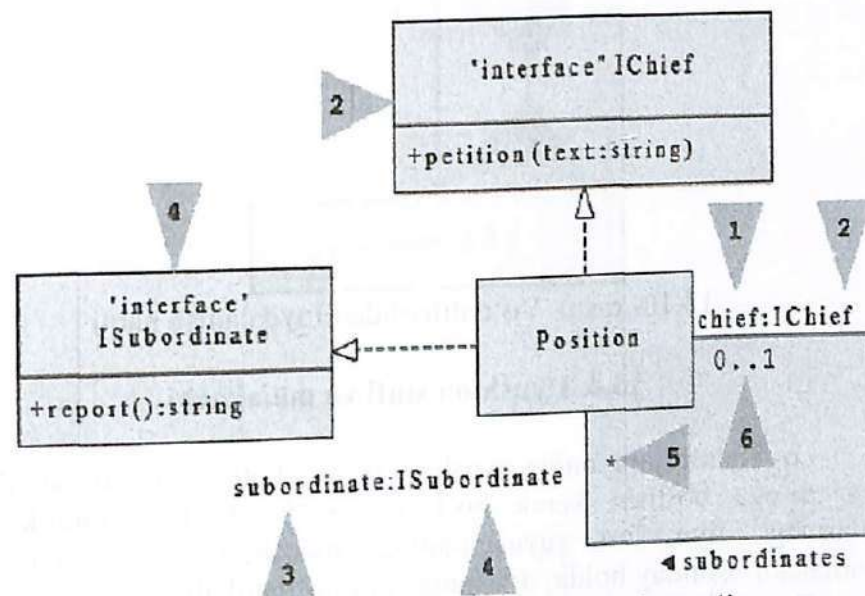 "interface" IChief
2
+petition(text:string)
4
1
2
'interface'
ISubordinate
Position
chief:IChief
0..1
+report():string
*
5
6
subordinate:ISubordinate
3
4
◄ subordinates